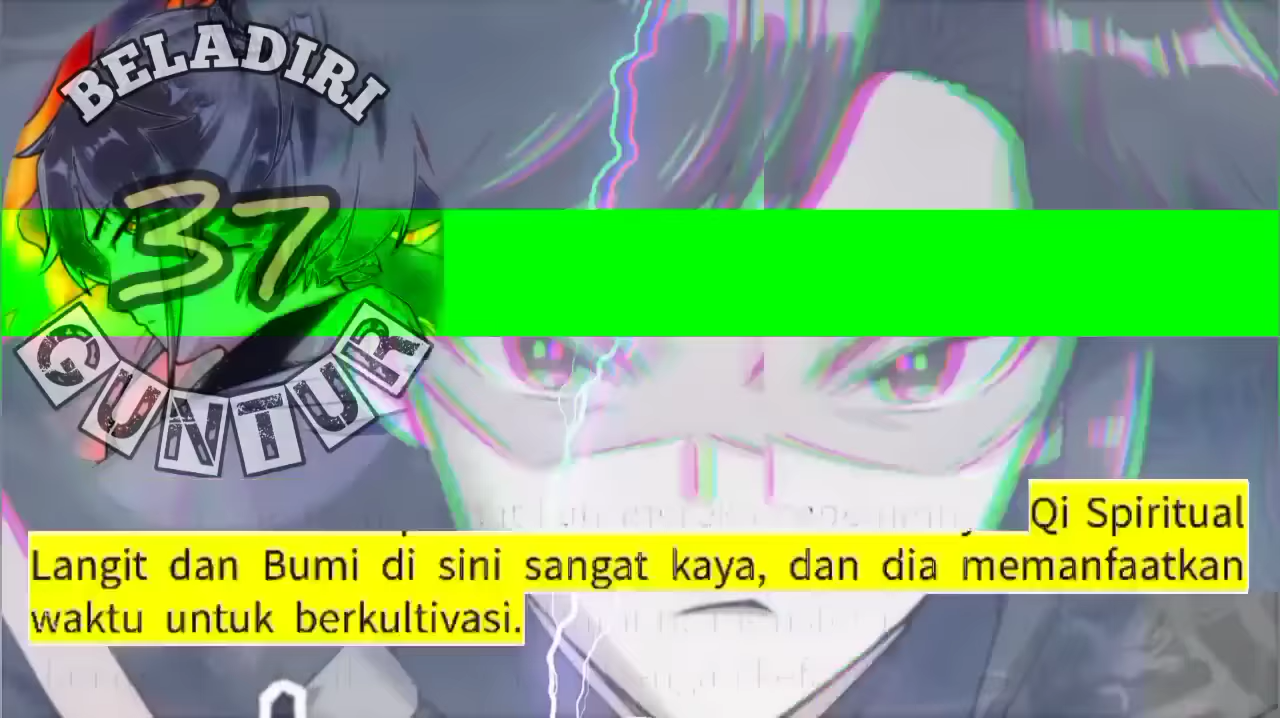 BELADIRI
37
GUNTUR
Qi Spiritual
Langit dan Bumi di sini sangat kaya, dan dia memanfaatkan
waktu untuk berkultivasi.